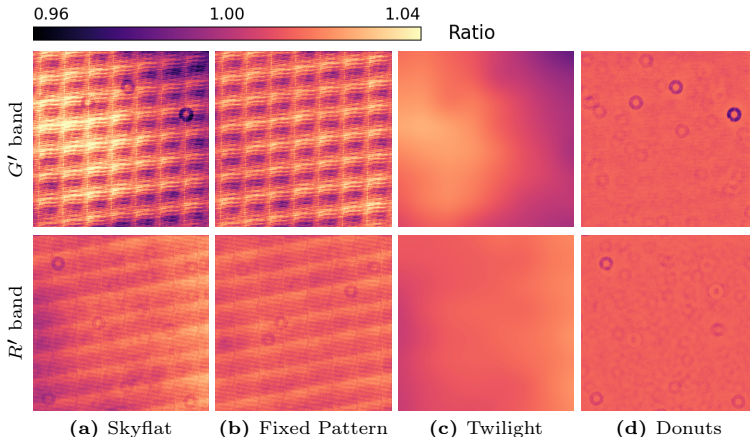 0.96 1.00 1.04
Ratio
G′ band
R′ band
(a) Skyflat (b) Fixed Pattern (c) Twilight (d) Donuts